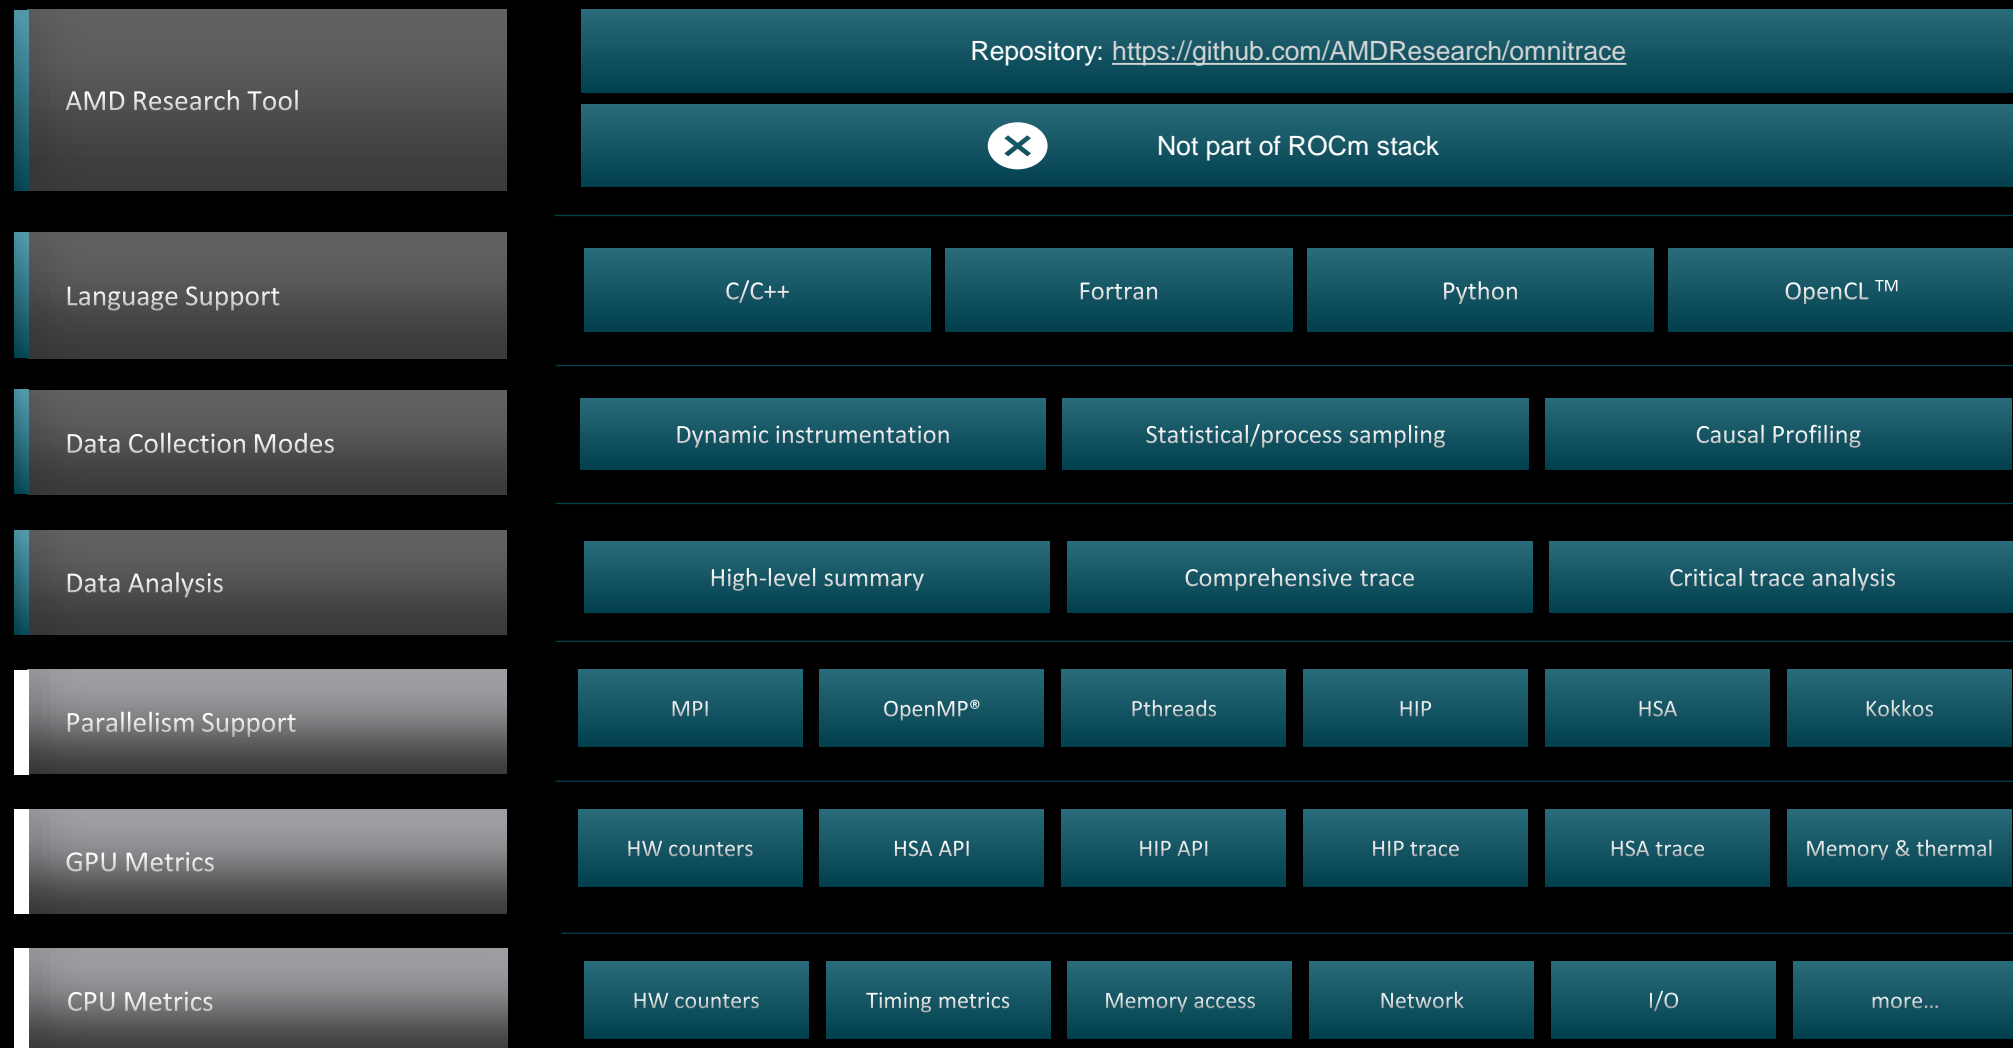 AMD Research Tool
Repository: https://github.com/AMDResearch/omnitrace
Not part of ROCm stack
Language Support
C/C++
Fortran
Python
OpenCL ™
Data Collection Modes
Dynamic instrumentation
Statistical/process sampling
Causal Profiling
Data Analysis
High-level summary
Comprehensive trace
Critical trace analysis
Parallelism Support
MPI
OpenMP®
Pthreads
HIP
HSA
Kokkos
GPU Metrics
HW counters
HSA API
HIP API
HIP trace
HSA trace
Memory & thermal
CPU Metrics
HW counters
Timing metrics
Memory access
Network
I/O
more...